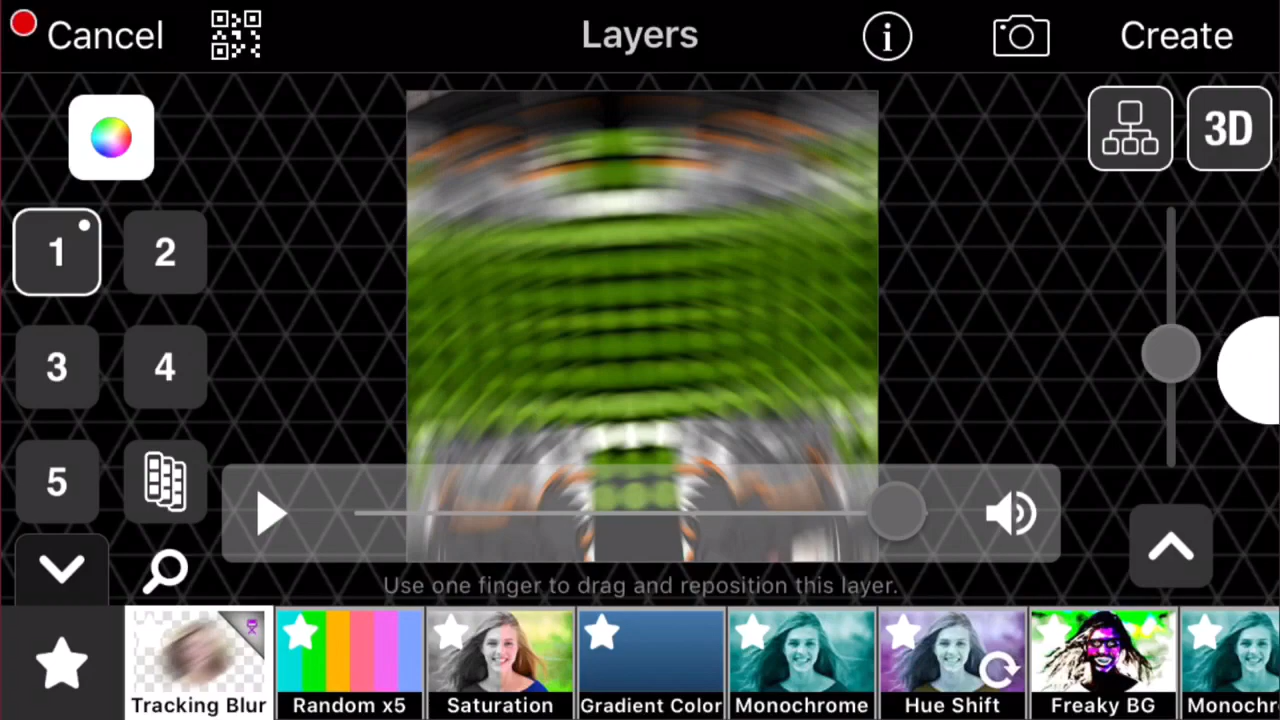 Cancel
Layers
i
Create
3D
1
2
3
4
5
Use one finger to drag and reposition this layer.
Tracking Blur
Random x5
Saturation
Gradient Color
Monochrome
Hue Shift
Freaky BG
Monochr